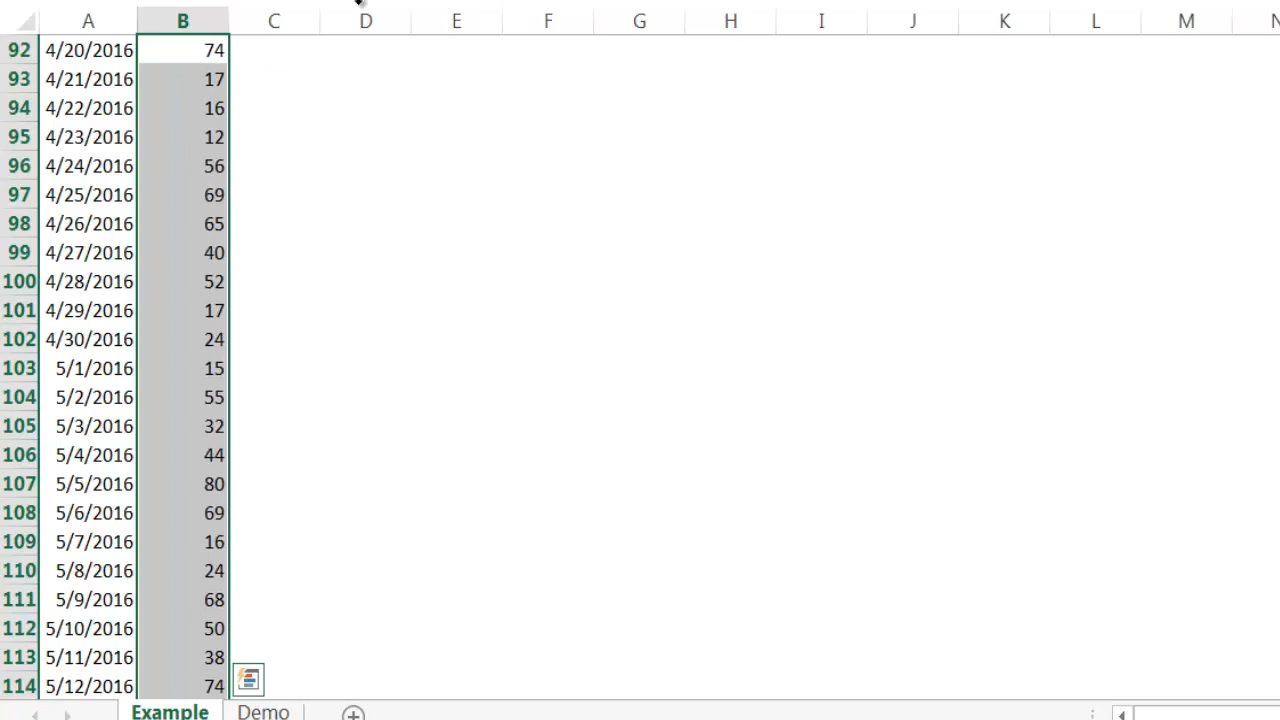 A B C D E F G H I J K L M N
92 4/20/2016 74
93 4/21/2016 17
94 4/22/2016 16
95 4/23/2016 12
96 4/24/2016 56
97 4/25/2016 69
98 4/26/2016 65
99 4/27/2016 40
100 4/28/2016 52
101 4/29/2016 17
102 4/30/2016 24
103 5/1/2016 15
104 5/2/2016 55
105 5/3/2016 32
106 5/4/2016 44
107 5/5/2016 80
108 5/6/2016 69
109 5/7/2016 16
110 5/8/2016 24
111 5/9/2016 68
112 5/10/2016 50
113 5/11/2016 38
114 5/12/2016 74
Example Demo